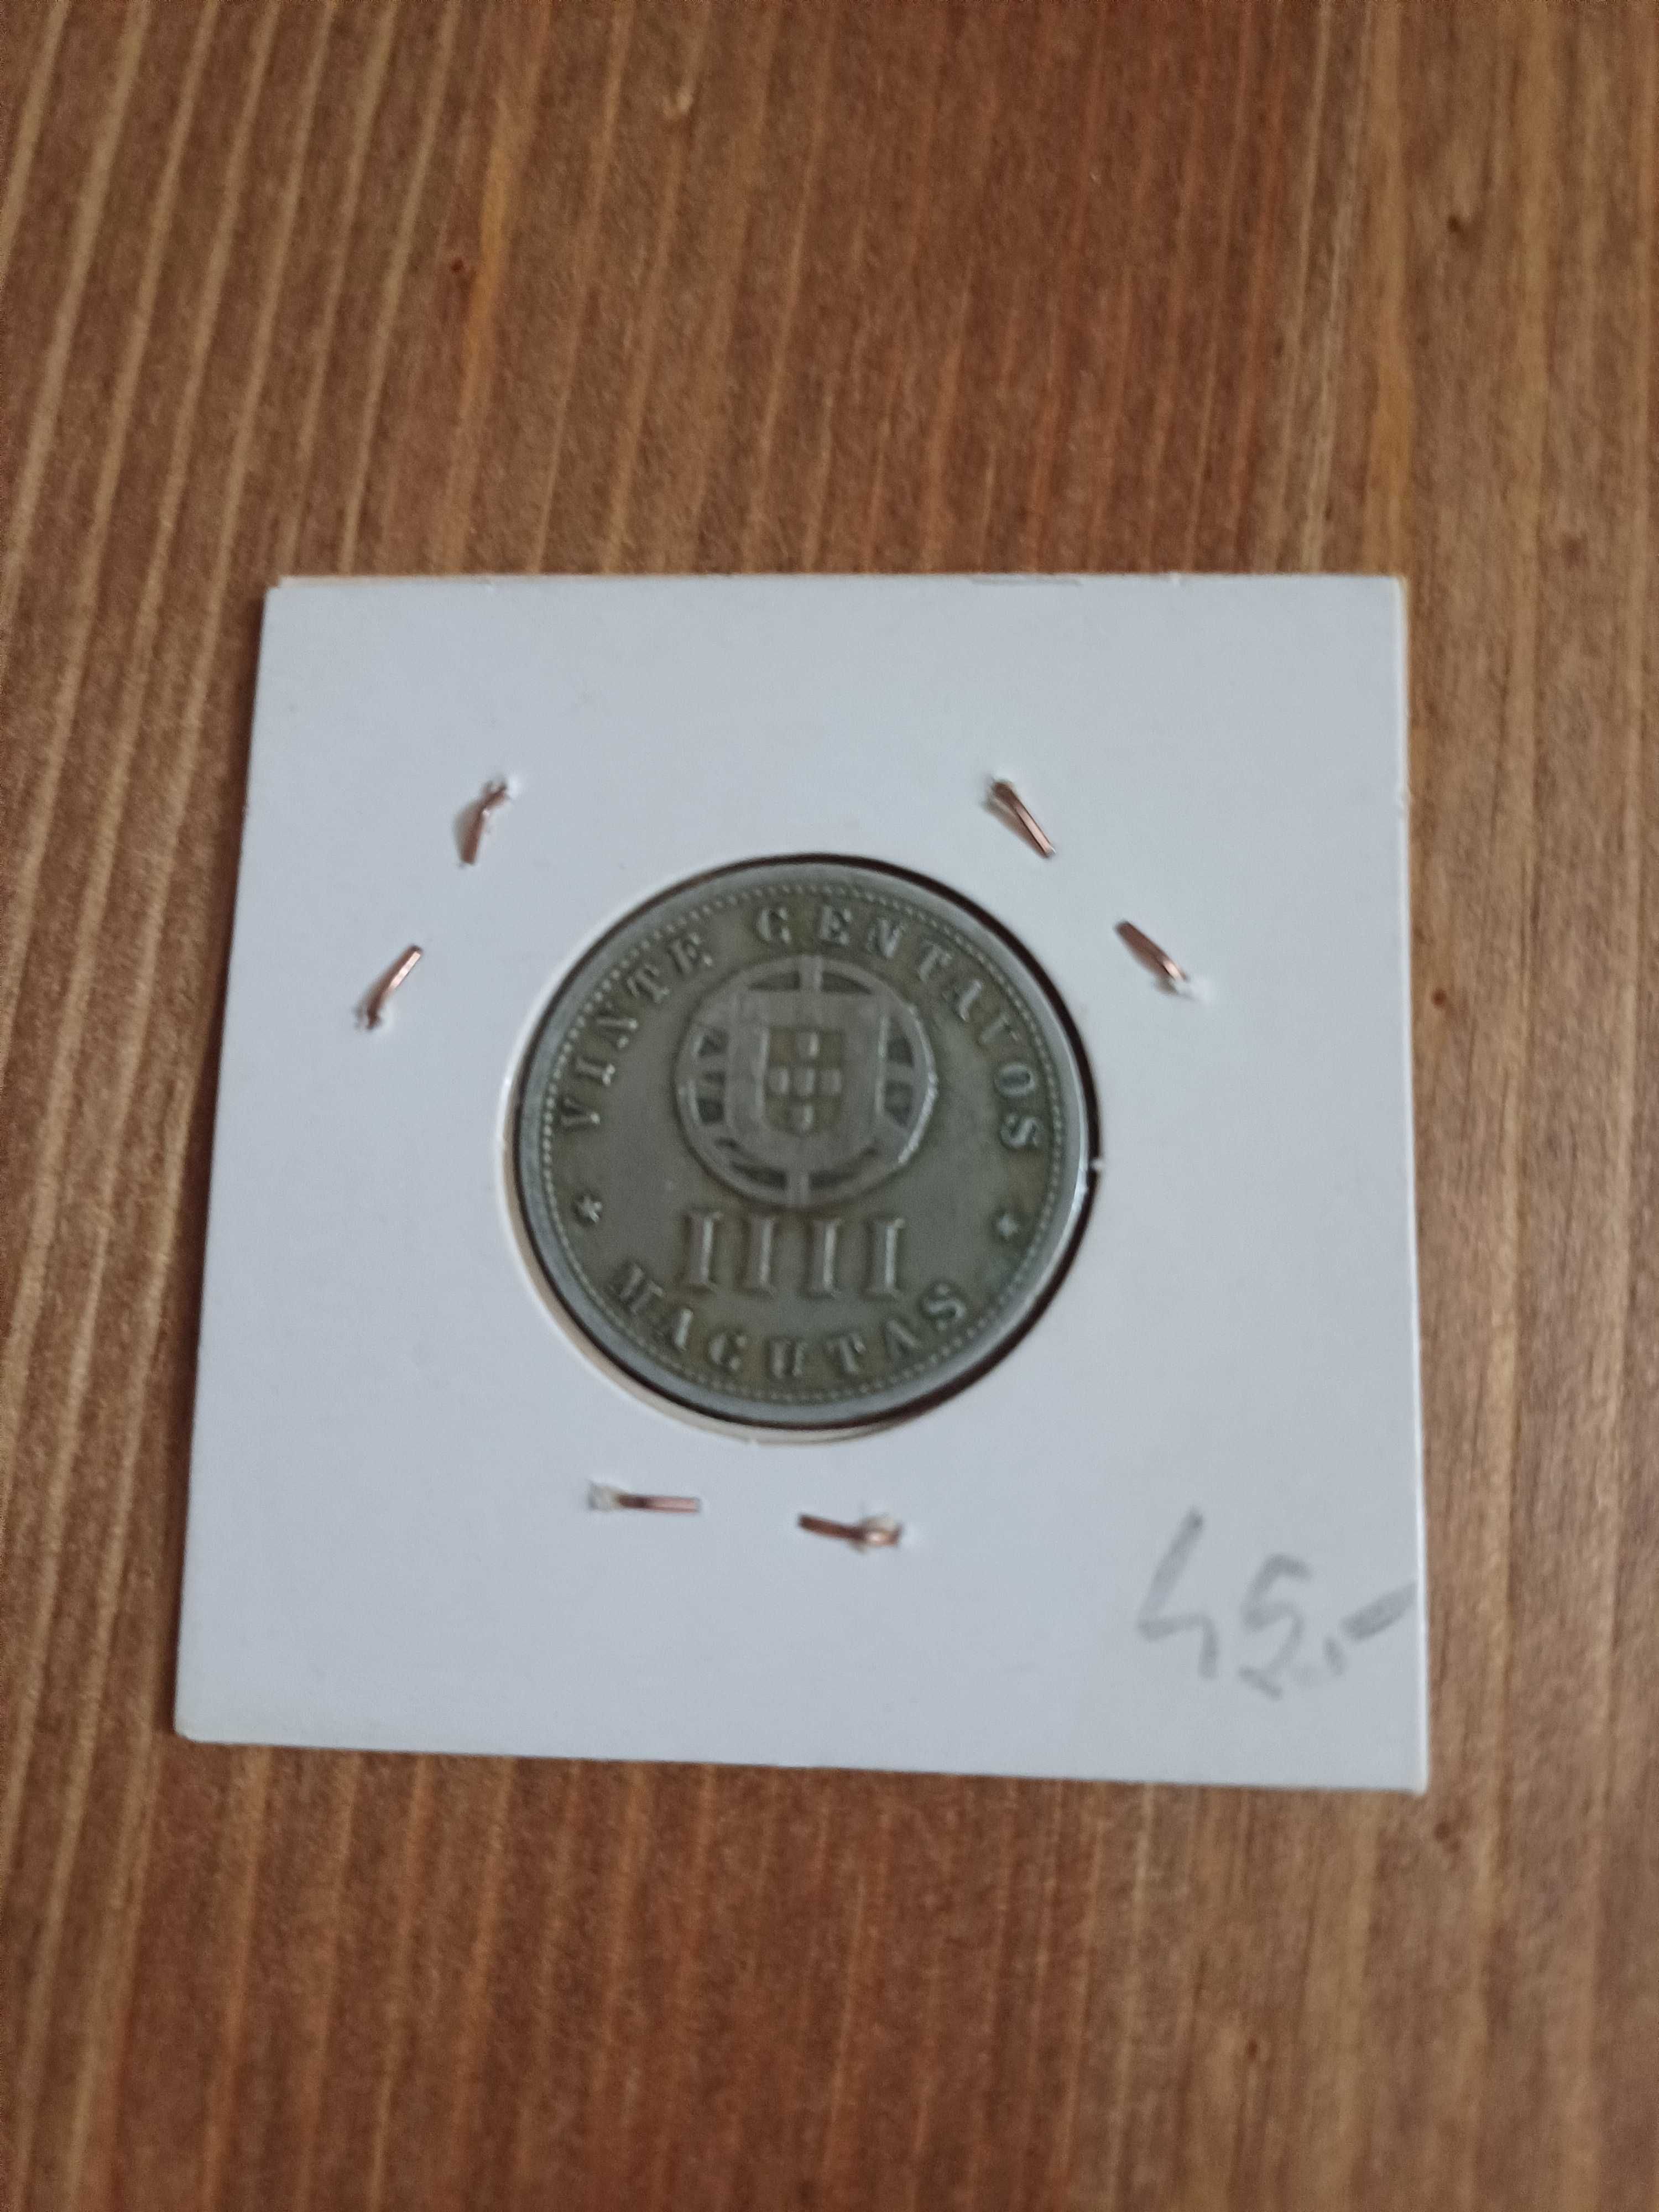 VINTE CENTAVOS
IIII
* MACUTAS *
45.-